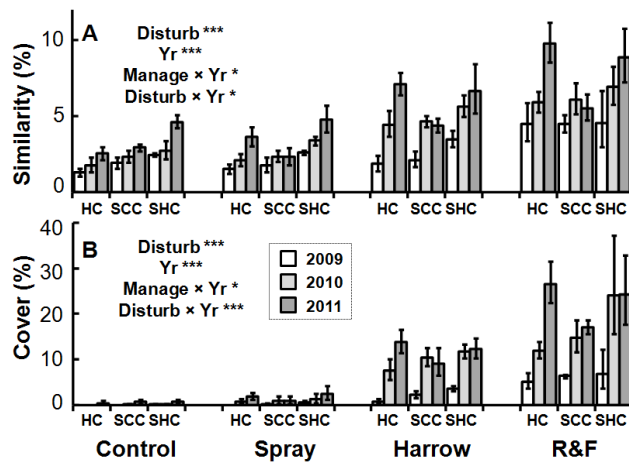 A
Disturb ***
Yr ***
Manage × Yr *
Disturb × Yr *
Similarity (%)
10
5
0
HC SCC SHC HC SCC SHC HC SCC SHC HC SCC SHC
B
Disturb ***
Yr ***
Manage × Yr *
Disturb × Yr ***
2009
2010
2011
Cover (%)
40
30
20
10
0
HC SCC SHC HC SCC SHC HC SCC SHC HC SCC SHC
Control Spray Harrow R&F